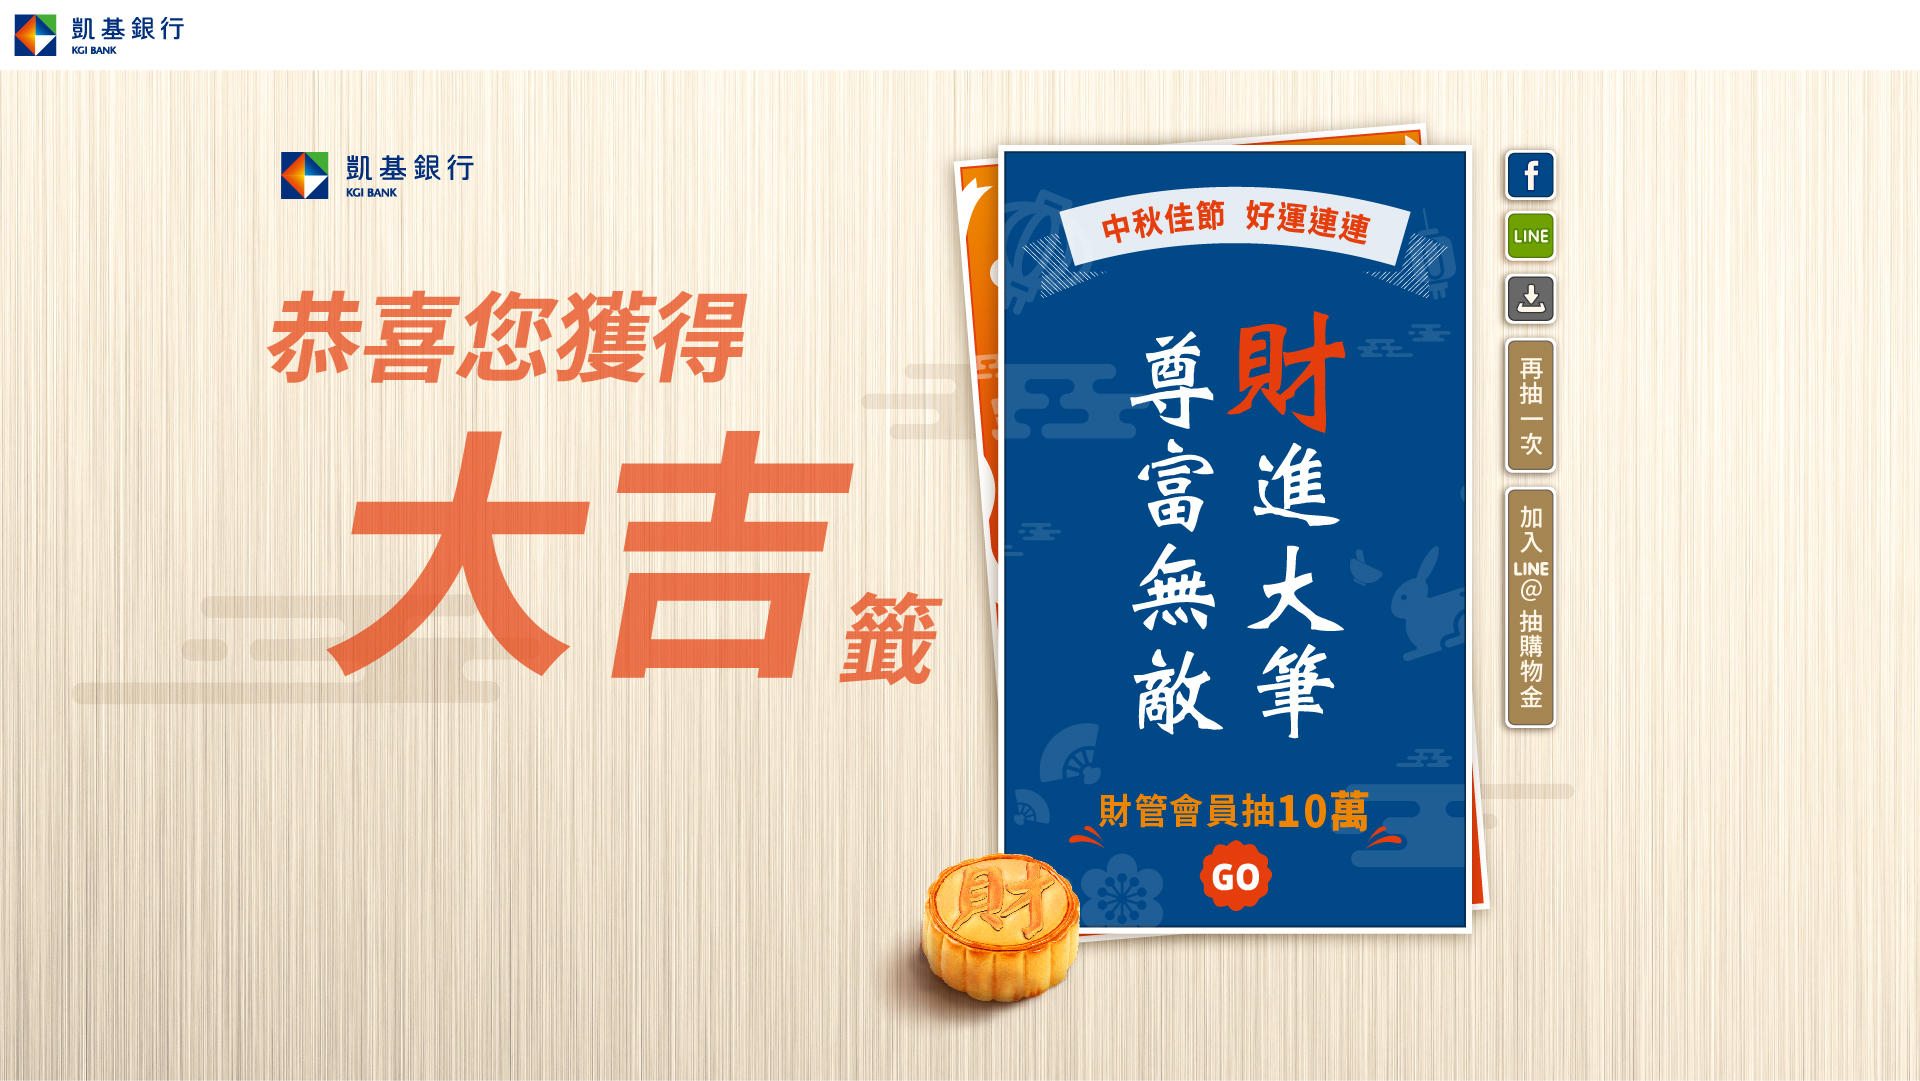 凱基銀行
KGI BANK
凱基銀行
KGI BANK
恭喜您獲得
大吉籤
中秋佳節 好運連連
財進大筆
尊富無敵
財管會員抽10萬
GO
財
f
LINE
再抽一次
加入LINE@抽購物金